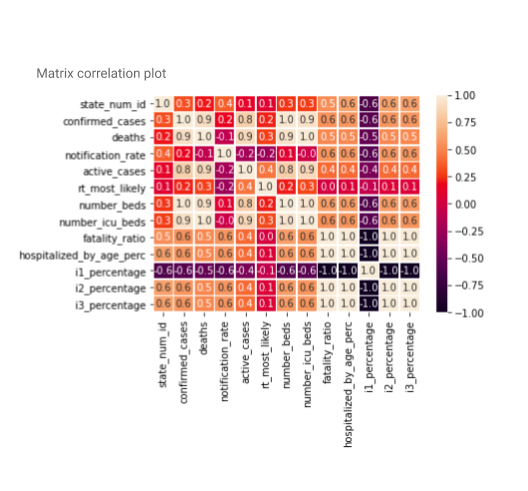 Matrix correlation plot
state_num_id 1.0 0.3 0.2 0.4 0.1 0.1 0.3 0.3 0.5 0.6 -0.6 0.6 0.6
confirmed_cases 0.3 1.0 0.9 0.2 0.8 0.2 1.0 0.9 0.6 0.6 -0.6 0.6 0.6
deaths 0.2 0.9 1.0 -0.1 0.9 0.3 0.9 1.0 0.5 0.5 -0.5 0.5 0.5
notification_rate 0.4 0.2 -0.1 1.0 -0.2 -0.2 0.1 -0.0 0.6 0.6 -0.6 0.6 0.6
active_cases 0.1 0.8 0.9 -0.2 1.0 0.4 0.8 0.9 0.4 0.4 -0.4 0.4 0.4
rt_most_likely 0.1 0.2 0.3 -0.2 0.4 1.0 0.2 0.3 0.0 0.1 -0.1 0.1 0.1
number_beds 0.3 1.0 0.9 0.1 0.8 0.2 1.0 1.0 0.6 0.6 -0.6 0.6 0.6
number_icu_beds 0.3 0.9 1.0 -0.0 0.9 0.3 1.0 1.0 0.6 0.6 -0.6 0.6 0.6
fatality_ratio 0.5 0.6 0.5 0.6 0.4 0.0 0.6 0.6 1.0 1.0 -1.0 1.0 1.0
hospitalized_by_age_perc 0.6 0.6 0.5 0.6 0.4 0.1 0.6 0.6 1.0 1.0 -1.0 1.0 1.0
i1_percentage -0.6 -0.6 -0.5 -0.6 -0.4 -0.1 -0.6 -0.6 -1.0 -1.0 1.0 -1.0 -1.0
i2_percentage 0.6 0.6 0.5 0.6 0.4 0.1 0.6 0.6 1.0 1.0 -1.0 1.0 1.0
i3_percentage 0.6 0.6 0.5 0.6 0.4 0.1 0.6 0.6 1.0 1.0 -1.0 1.0 1.0
state_num_id
confirmed_cases
deaths
notification_rate
active_cases
rt_most_likely
number_beds
number_icu_beds
fatality_ratio
hospitalized_by_age_perc
i1_percentage
i2_percentage
i3_percentage
1.00
0.75
0.50
0.25
0.00
-0.25
-0.50
-0.75
-1.00